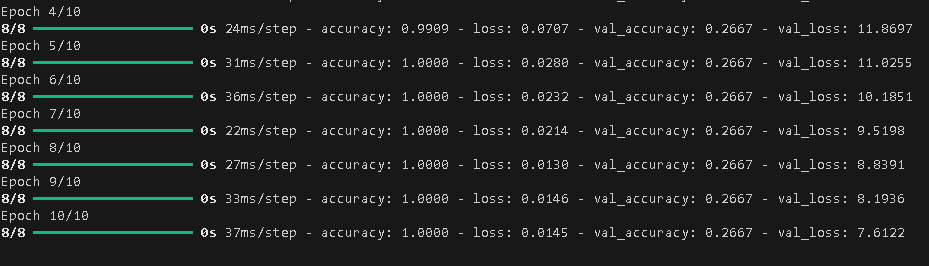 Epoch 4/10
8/8 0s 24ms/step - accuracy: 0.9909 - loss: 0.0707 - val_accuracy: 0.2667 - val_loss: 11.8697
Epoch 5/10
8/8 0s 31ms/step - accuracy: 1.0000 - loss: 0.0280 - val_accuracy: 0.2667 - val_loss: 11.0255
Epoch 6/10
8/8 0s 36ms/step - accuracy: 1.0000 - loss: 0.0232 - val_accuracy: 0.2667 - val_loss: 10.1851
Epoch 7/10
8/8 0s 22ms/step - accuracy: 1.0000 - loss: 0.0214 - val_accuracy: 0.2667 - val_loss: 9.5198
Epoch 8/10
8/8 0s 27ms/step - accuracy: 1.0000 - loss: 0.0130 - val_accuracy: 0.2667 - val_loss: 8.8391
Epoch 9/10
8/8 0s 33ms/step - accuracy: 1.0000 - loss: 0.0146 - val_accuracy: 0.2667 - val_loss: 8.1936
Epoch 10/10
8/8 0s 37ms/step - accuracy: 1.0000 - loss: 0.0145 - val_accuracy: 0.2667 - val_loss: 7.6122